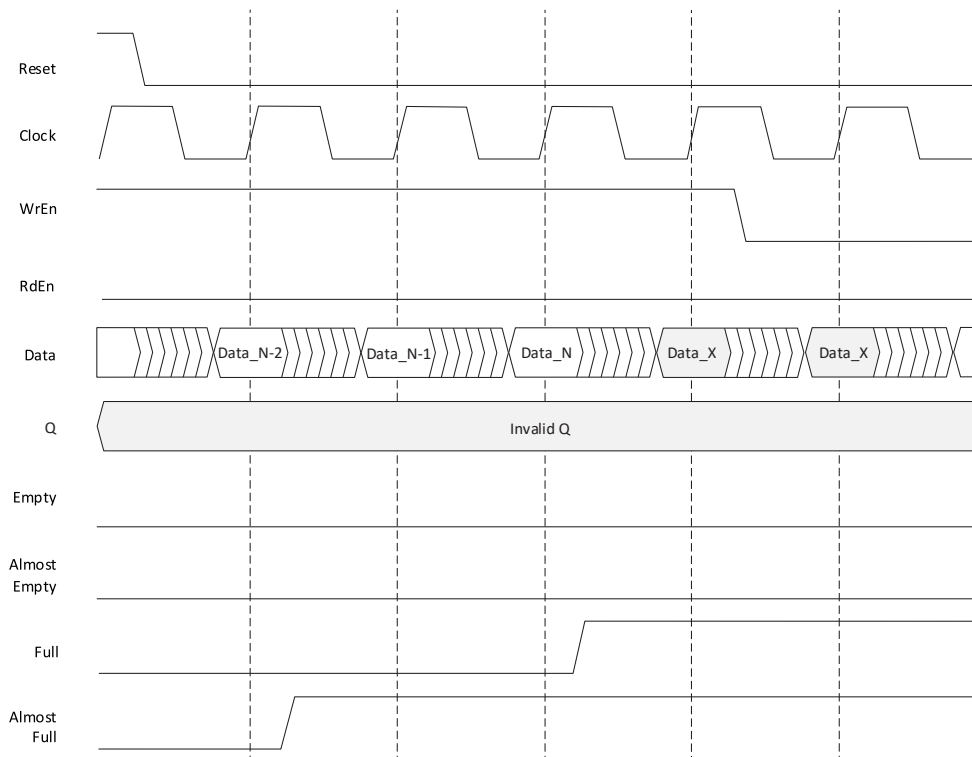 Reset
Clock
WrEn
RdEn
Data
Data_N-2
Data_N-1
Data_N
Data_X
Data_X
Q
Invalid Q
Empty
Almost
Empty
Full
Almost
Full